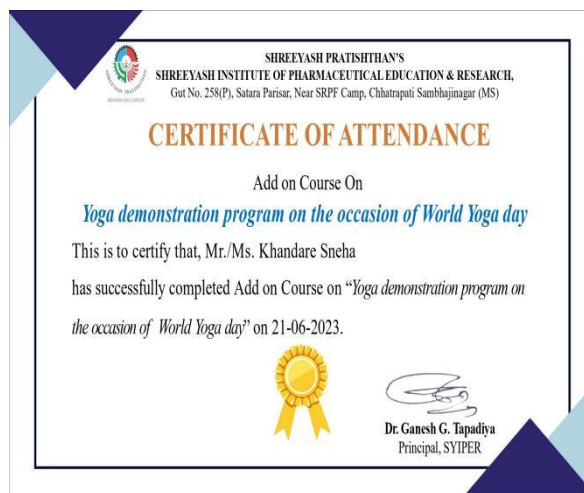 SHREEYASH PRATISHTHAN'S
SHREEYASH INSTITUTE OF PHARMACEUTICAL EDUCATION & RESEARCH,
Gut No. 258(P), Satara Parisar, Near SRPF Camp, Chhatrapati Sambhajinagar (MS)
CERTIFICATE OF ATTENDANCE
Add on Course On
Yoga demonstration program on the occasion of World Yoga day
This is to certify that, Mr./Ms. Khandare Sneha
has successfully completed Add on Course on “Yoga demonstration program on
the occasion of World Yoga day” on 21-06-2023.
Dr. Ganesh G. Tapadiya
Principal, SYIPER